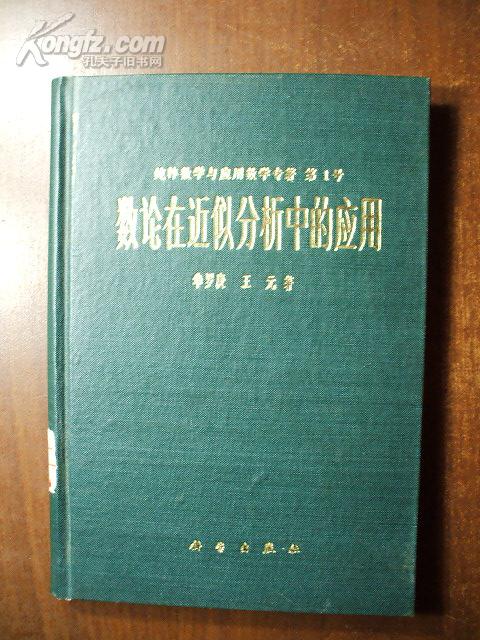 Kongfz.com
孔夫子旧书网
纯粹数学与应用数学专著 第1号
数论在近似分析中的应用
华罗庚 王 元 著
科学出版社